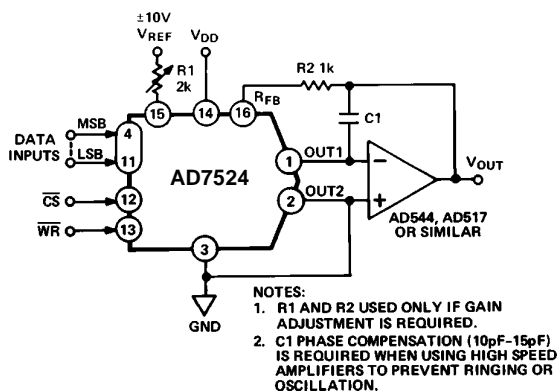 ±10V
VREF
VDD
R1
2k
R2 1k
RFB
C1
15
14
16
DATA
INPUTS
MSB
LSB
4
11
1
OUT1
2
OUT2
AD7524
CS
12
WR
13
3
GND
−
+
VOUT
AD544, AD517
OR SIMILAR
NOTES:
1. R1 AND R2 USED ONLY IF GAIN
ADJUSTMENT IS REQUIRED.
2. C1 PHASE COMPENSATION (10pF–15pF)
IS REQUIRED WHEN USING HIGH SPEED
AMPLIFIERS TO PREVENT RINGING OR
OSCILLATION.